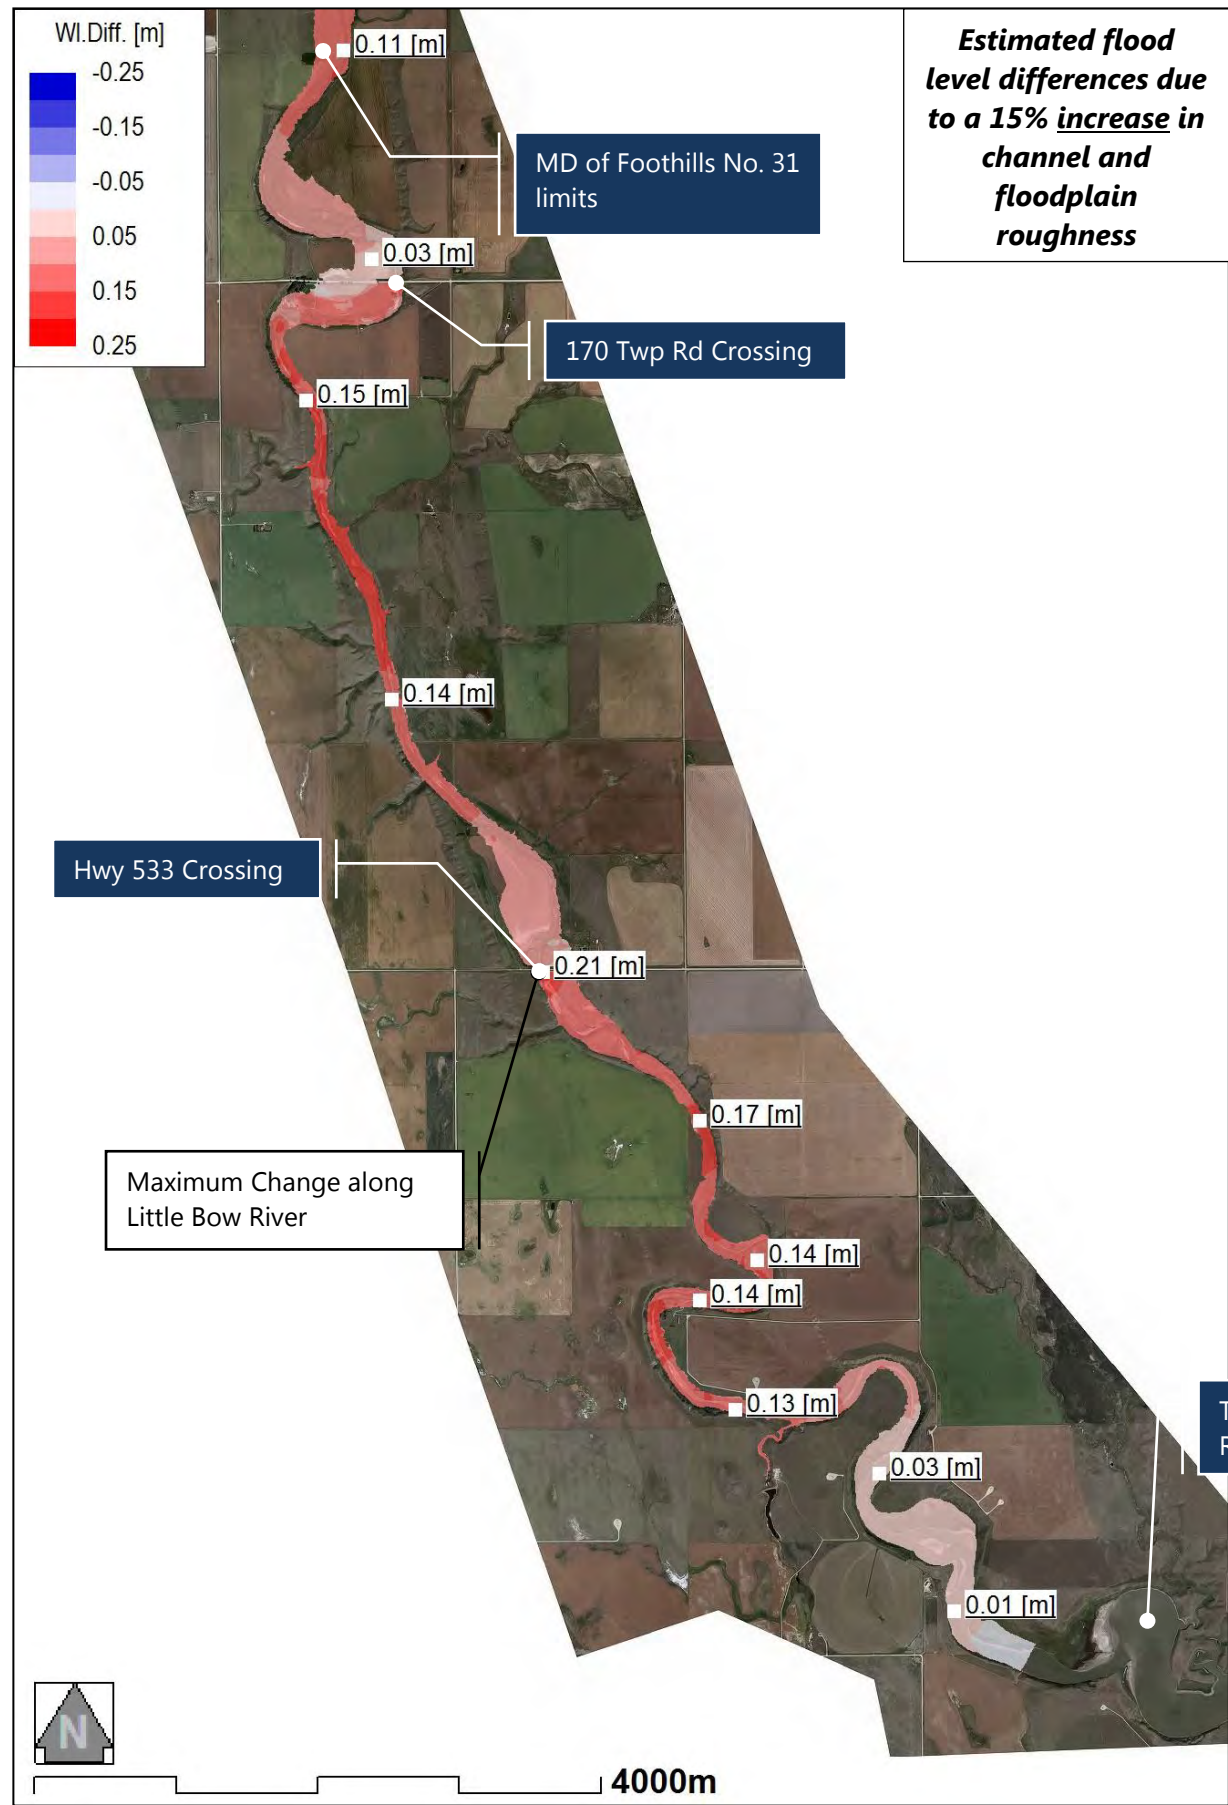 Wl.Diff. [m]
-0.25
-0.15
-0.05
0.05
0.15
0.25
Estimated flood
level differences due
to a 15% increase in
channel and
floodplain
roughness
0.11 [m]
MD of Foothills No. 31
limits
0.03 [m]
170 Twp Rd Crossing
0.15 [m]
0.14 [m]
Hwy 533 Crossing
0.21 [m]
0.17 [m]
Maximum Change along
Little Bow River
0.14 [m]
0.14 [m]
0.13 [m]
T
R
0.03 [m]
0.01 [m]
N
4000m